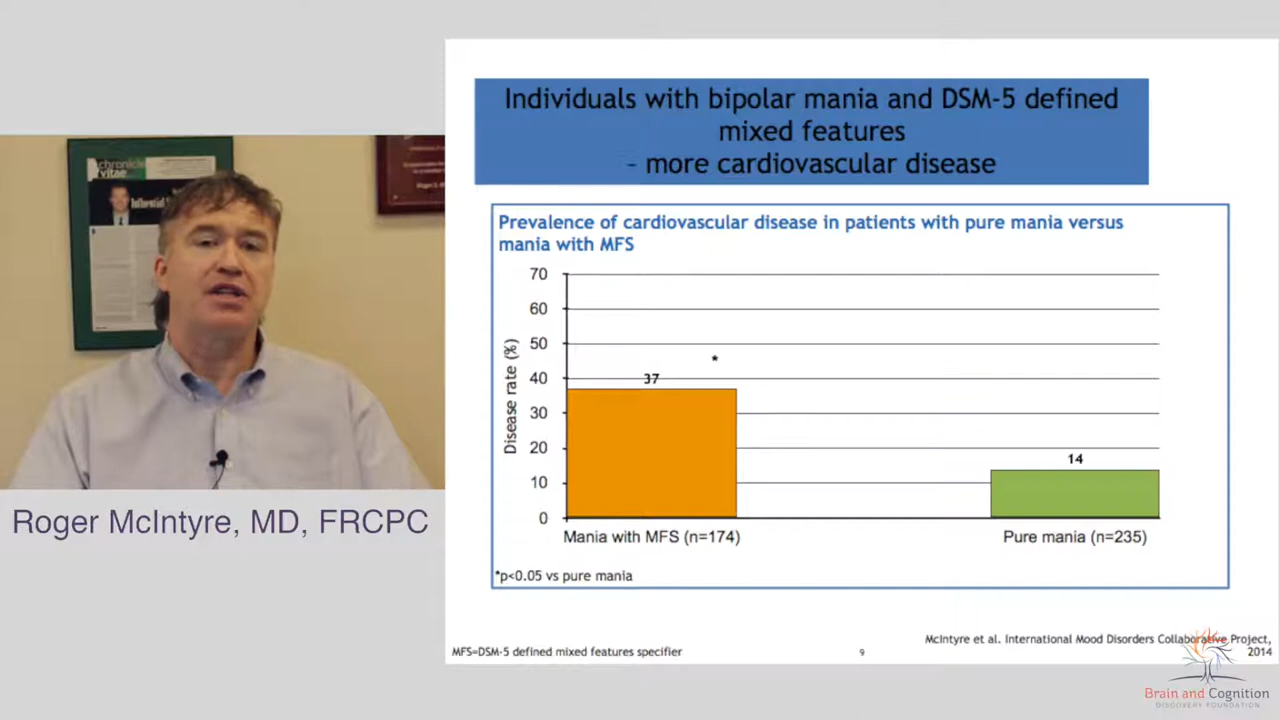 chronicle
vitae
Influential
Roger McIntyre, MD, FRCPC
Individuals with bipolar mania and DSM-5 defined
mixed features
– more cardiovascular disease
Prevalence of cardiovascular disease in patients with pure mania versus
mania with MFS
Disease rate (%)
70
60
50
40
30
20
10
0
*
37
14
Mania with MFS (n=174)
Pure mania (n=235)
*p<0.05 vs pure mania
MFS=DSM-5 defined mixed features specifier
9
McIntyre et al. International Mood Disorders Collaborative Project,
2014
Brain and Cognition
DISCOVERY FOUNDATION